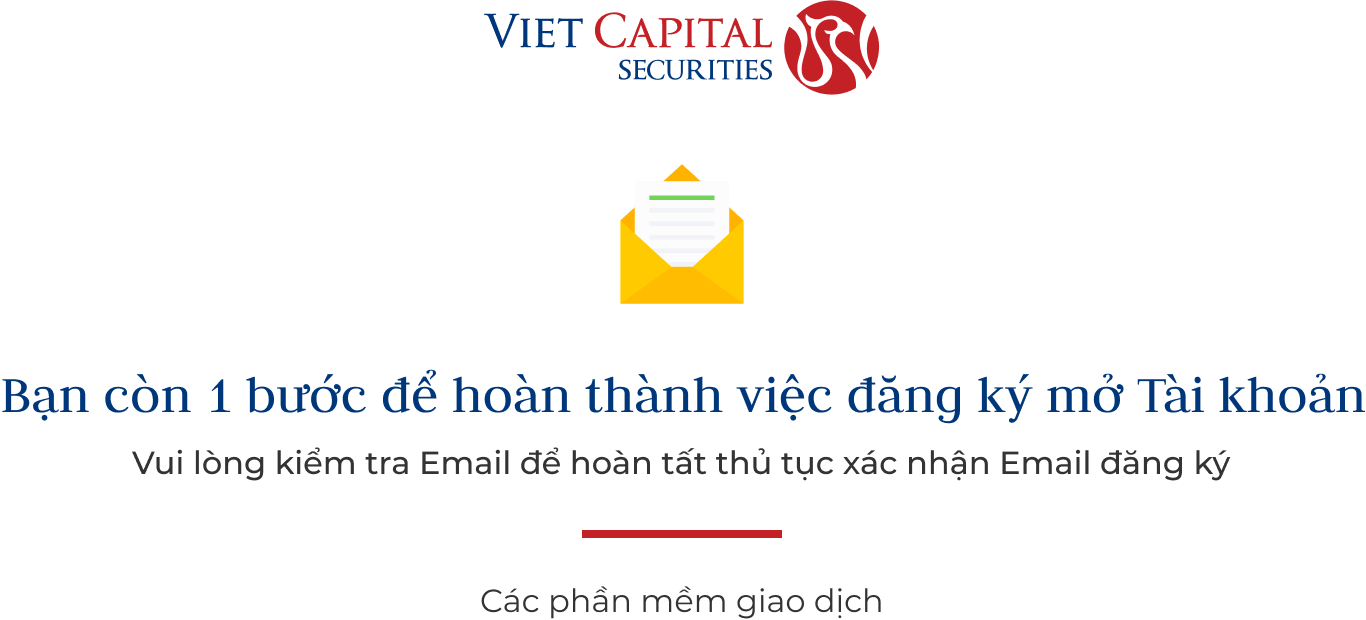 VIET CAPITAL
SECURITIES
Bạn còn 1 bước để hoàn thành việc đăng ký mở Tài khoản
Vui lòng kiểm tra Email để hoàn tất thủ tục xác nhận Email đăng ký
Các phần mềm giao dịch